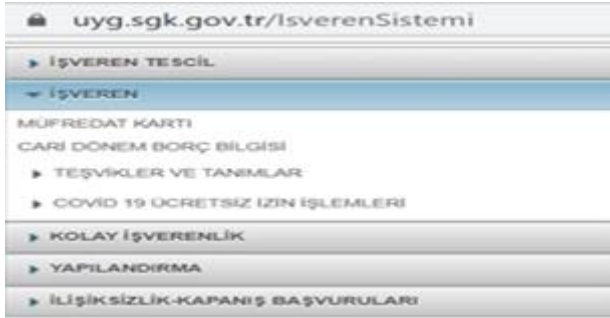 uyg.sgk.gov.tr/IsverenSistemi
İŞVEREN TESCİL
İŞVEREN
MÜFREDAT KARTI
CARİ DÖNEM BORÇ BİLGİSİ
TEŞVİKLER VE TANIMLAR
COVİD 19 ÜCRETSİZ İZİN İŞLEMLERİ
KOLAY İŞVERENLİK
YAPILANDIRMA
İLİŞİKSİZLİK-KAPANIŞ BAŞVURULARI